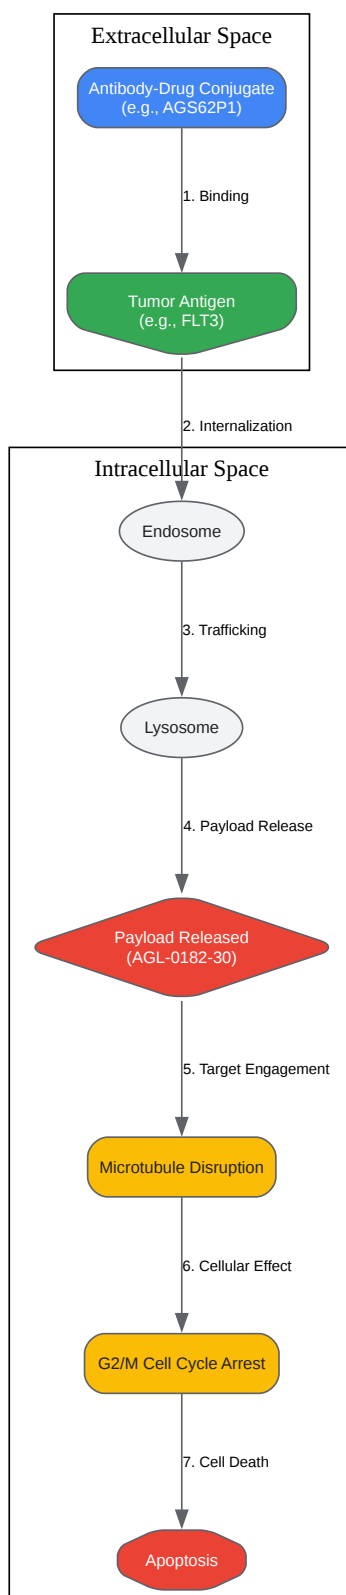 Extracellular Space
Antibody-Drug Conjugate
(e.g., AGS62P1)
1. Binding
Tumor Antigen
(e.g., FLT3)
2. Internalization
Intracellular Space
Endosome
3. Trafficking
Lysosome
4. Payload Release
Payload Released
(AGL-0182-30)
5. Target Engagement
Microtubule Disruption
6. Cellular Effect
G2/M Cell Cycle Arrest
7. Cell Death
Apoptosis